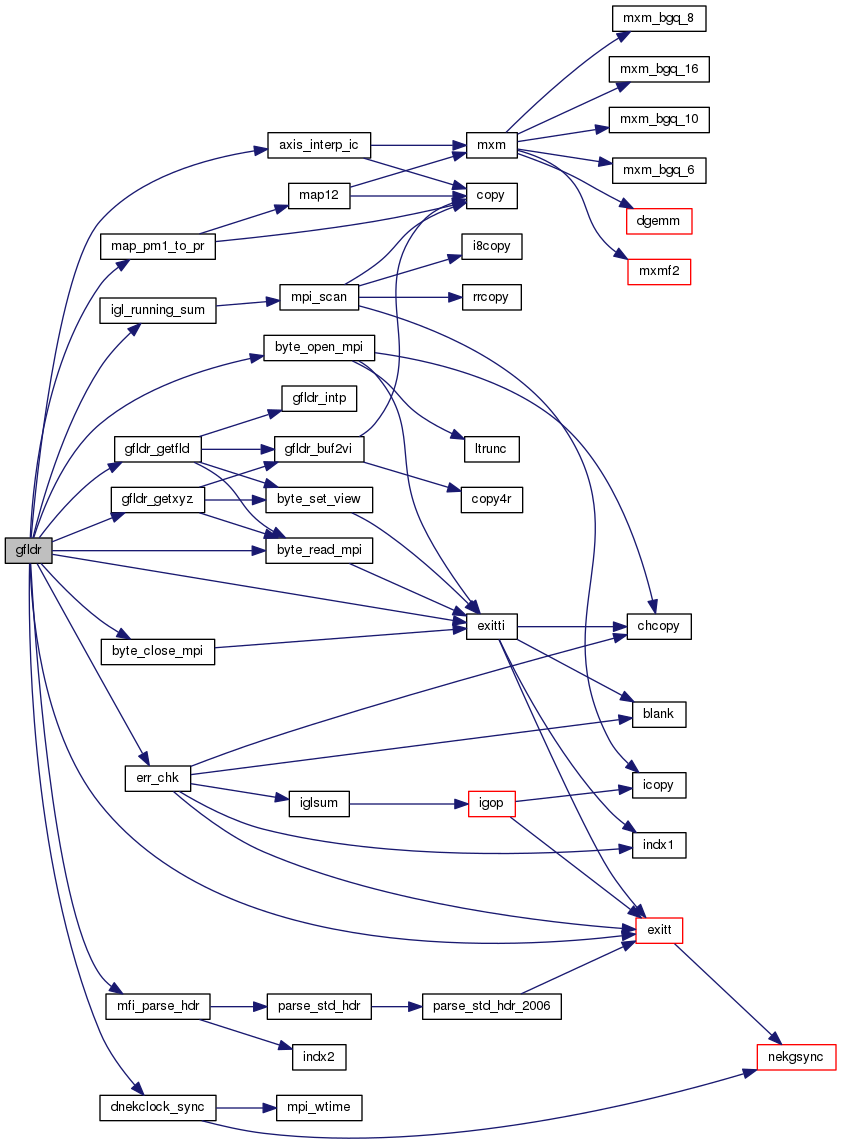 mxm_bgq_8
mxm_bgq_16
mxm_bgq_10
axis_interp_ic
mxm
mxm_bgq_6
map12
copy
dgemm
map_pm1_to_pr
i8copy
mxmf2
igl_running_sum
mpi_scan
rrcopy
byte_open_mpi
gfldr_intp
gfldr_getfld
gfldr_buf2vi
ltrunc
gfldr_getxyz
byte_set_view
copy4r
gfldr
byte_read_mpi
exitti
chcopy
byte_close_mpi
blank
err_chk
icopy
iglsum
igop
indx1
exitt
mfi_parse_hdr
parse_std_hdr
parse_std_hdr_2006
indx2
nekgsync
dnekclock_sync
mpi_wtime